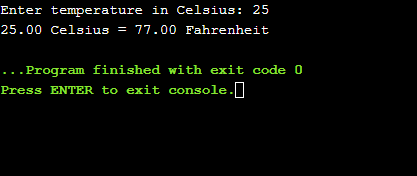 Enter temperature in Celsius: 25
25.00 Celsius = 77.00 Fahrenheit
...Program finished with exit code 0
Press ENTER to exit console.